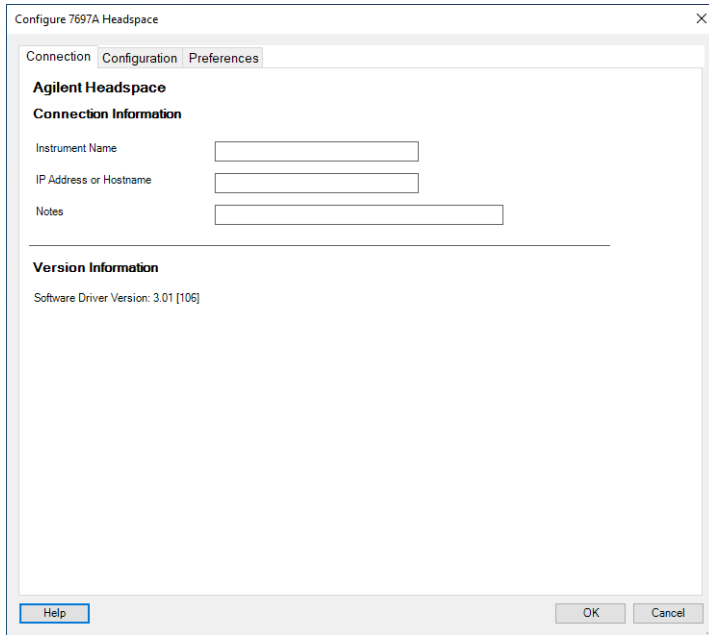 Configure 7697A Headspace
Connection Configuration Preferences
Agilent Headspace
Connection Information
Instrument Name
IP Address or Hostname
Notes
Version Information
Software Driver Version: 3.01 [106]
Help OK Cancel